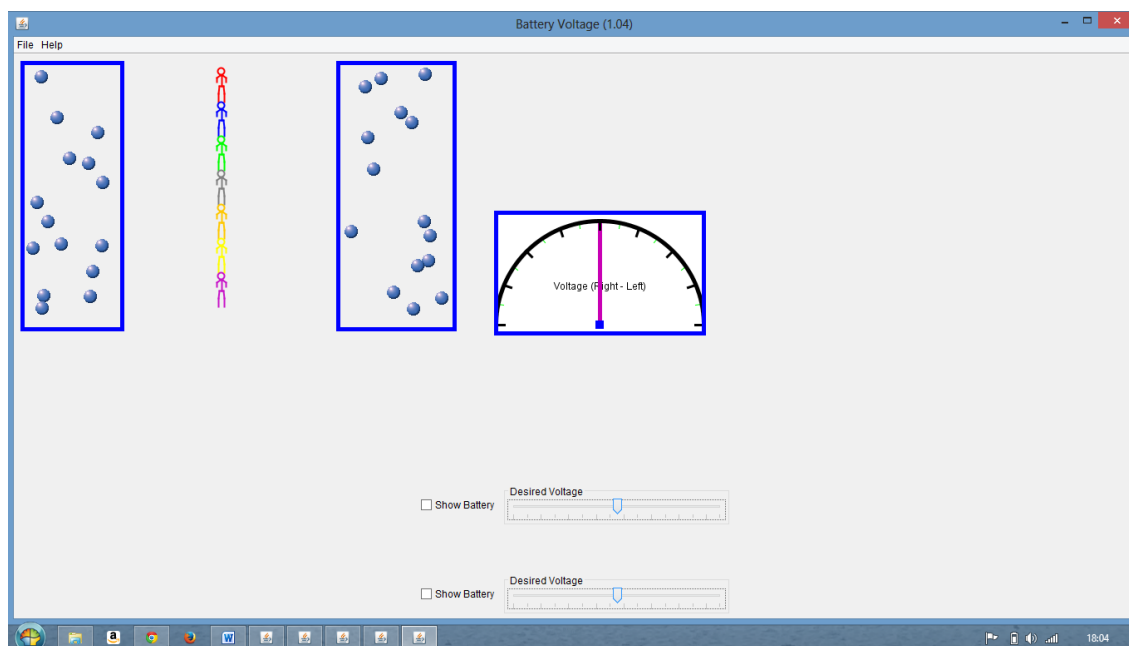 Battery Voltage (1.04)
File Help
Voltage (Right - Left)
Desired Voltage
Show Battery
Desired Voltage
Show Battery
a W 18:04